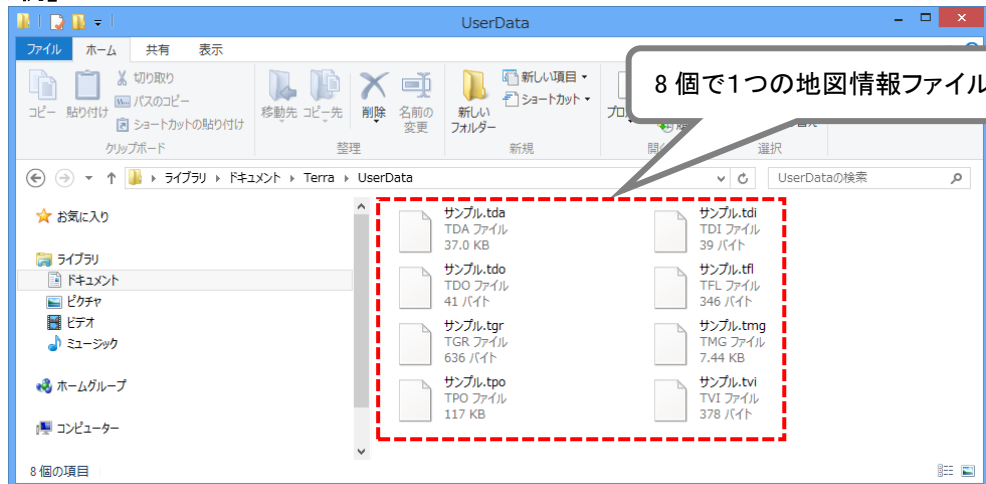 UserData
ファイル ホーム 共有 表示
8 個で1つの地図情報ファイル
コピー 貼り付け
切り取り
パスのコピー
ショートカットの貼り付け
移動先 コピー先 削除 名前の変更
新しいフォルダー
新しい項目
ショートカット
クリップボード 整理 新規 選択
ライブラリ ドキュメント Terra UserData
UserDataの検索
お気に入り
ライブラリ
ドキュメント
ピクチャ
ビデオ
ミュージック
ホームグループ
コンピューター
サンプル.tda
TDA ファイル
37.0 KB
サンプル.tdi
TDI ファイル
39 バイト
サンプル.tdo
TDO ファイル
41 バイト
サンプル.tfl
TFL ファイル
346 バイト
サンプル.tgr
TGR ファイル
636 バイト
サンプル.tmg
TMG ファイル
7.44 KB
サンプル.tpo
TPO ファイル
117 KB
サンプル.tvi
TVI ファイル
378 バイト
8 個の項目